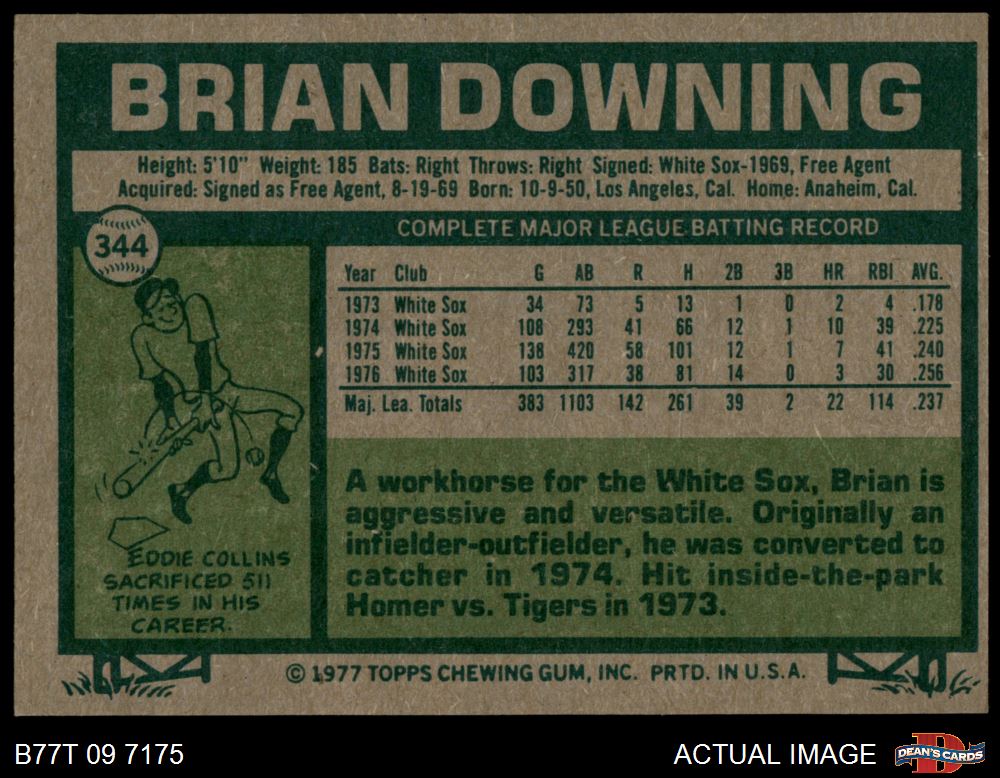 BRIAN DOWNING
Height: 5'10" Weight: 185 Bats: Right Throws: Right Signed: White Sox-1969, Free Agent
Acquired: Signed as Free Agent, 8-19-69 Born: 10-9-50, Los Angeles, Cal. Home: Anaheim, Cal.
344
COMPLETE MAJOR LEAGUE BATTING RECORD
Year Club G AB R H 2B 3B HR RBI AVG.
1973 White Sox 34 73 5 13 1 0 2 4 .178
1974 White Sox 108 293 41 66 12 1 10 39 .225
1975 White Sox 138 420 58 101 12 1 7 41 .240
1976 White Sox 103 317 38 81 14 0 3 30 .256
Maj. Lea. Totals 383 1103 142 261 39 2 22 114 .237
A workhorse for the White Sox, Brian is
aggressive and versatile. Originally an
infielder-outfielder, he was converted to
catcher in 1974. Hit inside-the-park
Homer vs. Tigers in 1973.
EDDIE COLLINS
SACRIFICED 511
TIMES IN HIS
CAREER.
© 1977 TOPPS CHEWING GUM, INC. PRTD. IN U.S.A.
B77T 09 7175
ACTUAL IMAGE
DEAN'S CARDS